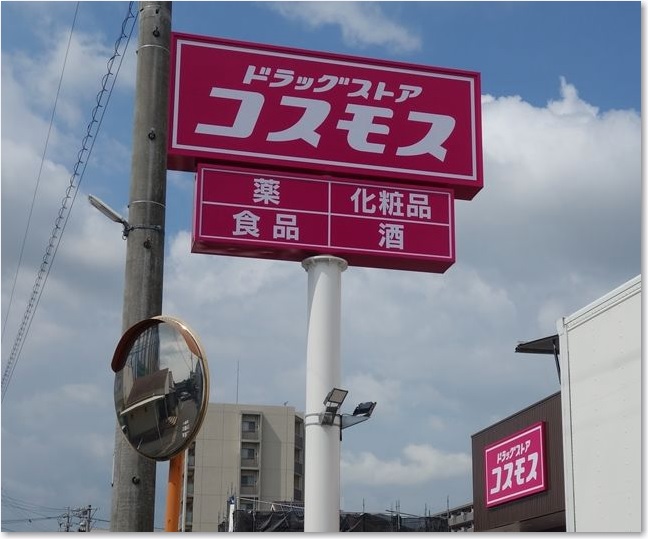 ドラッグストア
コスモス
薬 化粧品
食品 酒
ドラッグストア
コスモス